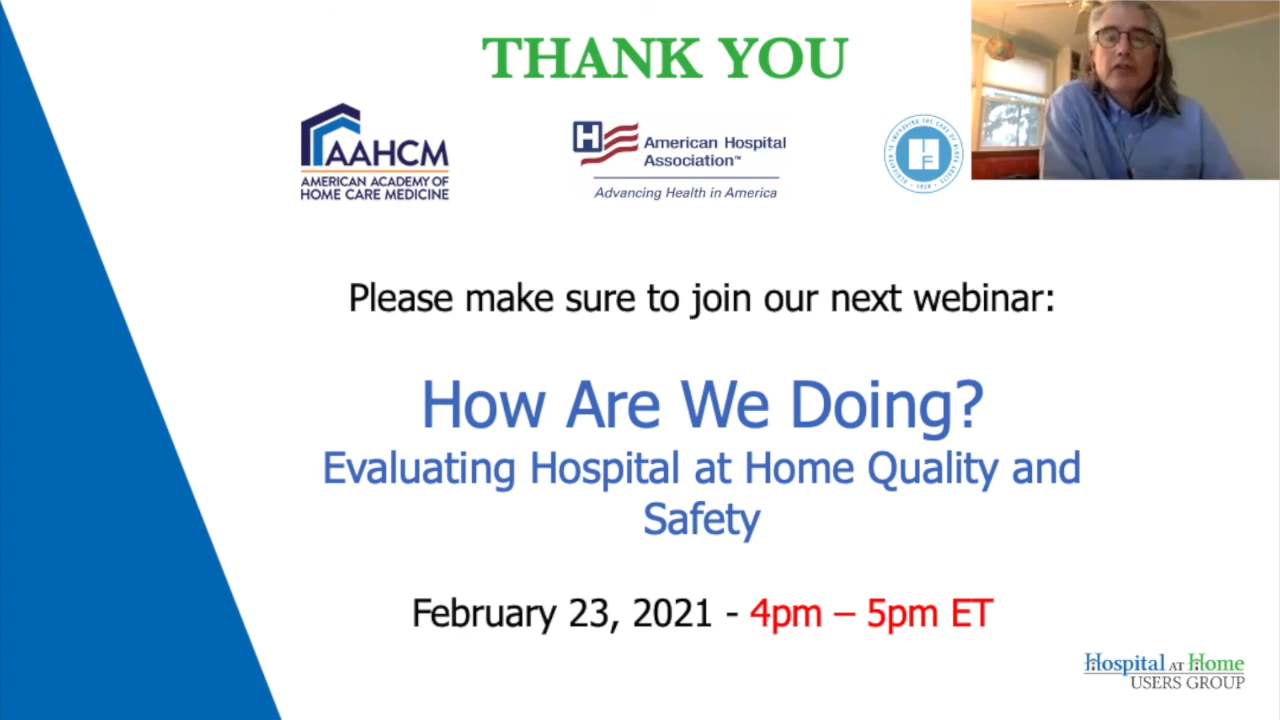 THANK YOU
AAHCM
AMERICAN ACADEMY OF
HOME CARE MEDICINE
H
American Hospital
Association™
Advancing Health in America
H
F
Please make sure to join our next webinar:
How Are We Doing?
Evaluating Hospital at Home Quality and
Safety
February 23, 2021 - 4pm – 5pm ET
Hospital AT Home
USERS GROUP